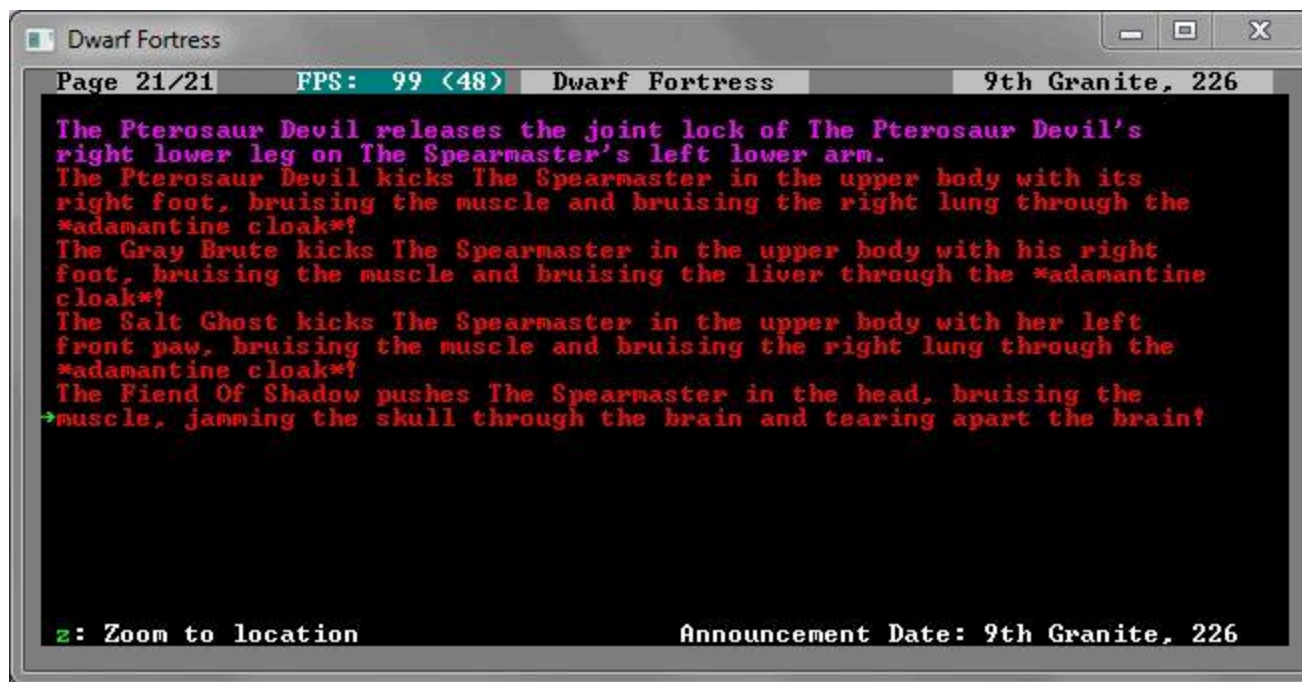 Dwarf Fortress
Page 21/21 FPS: 99 (48) Dwarf Fortress 9th Granite, 226
The Pterosaur Devil releases the joint lock of The Pterosaur Devil's
right lower leg on The Spearmaster's left lower arm.
The Pterosaur Devil kicks The Spearmaster in the upper body with its
right foot, bruising the muscle and bruising the right lung through the
*adamantine cloak*!
The Gray Brute kicks The Spearmaster in the upper body with his right
foot, bruising the muscle and bruising the liver through the *adamantine
cloak*!
The Salt Ghost kicks The Spearmaster in the upper body with her left
front paw, bruising the muscle and bruising the right lung through the
*adamantine cloak*!
The Fiend Of Shadow pushes The Spearmaster in the head, bruising the
→muscle, jamming the skull through the brain and tearing apart the brain!
z: Zoom to location Announcement Date: 9th Granite, 226